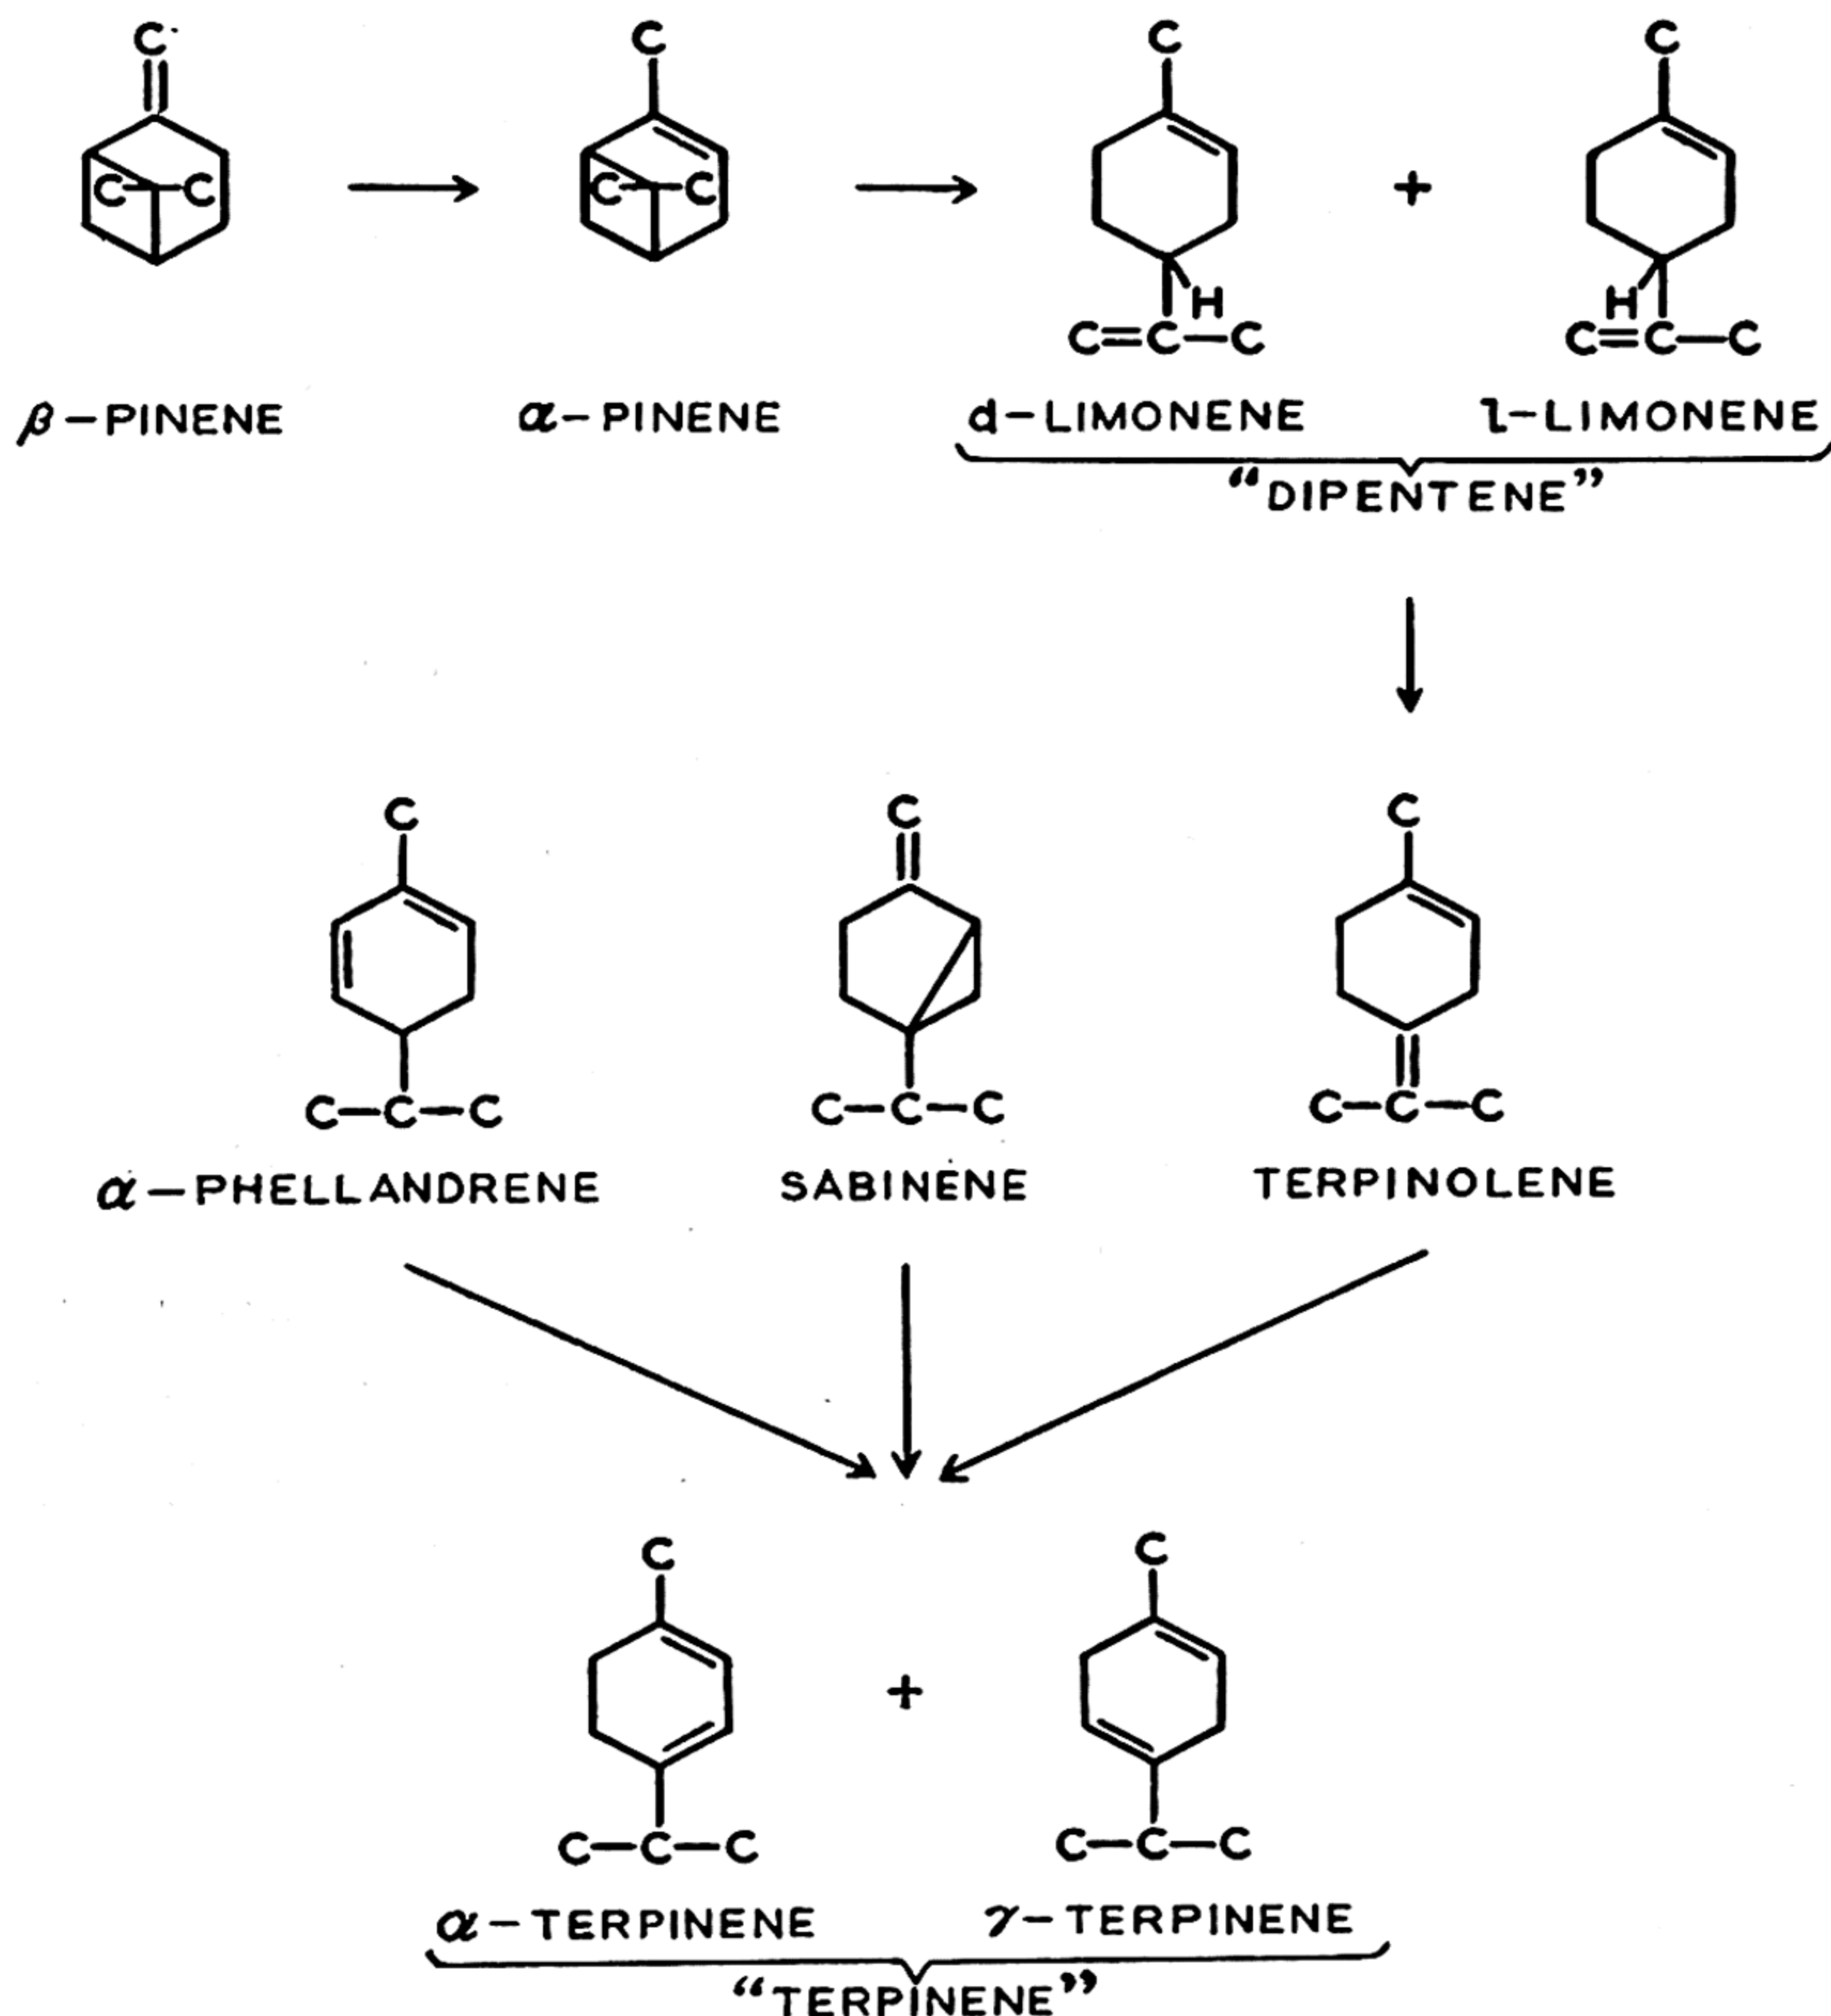 C C C C
C—C C—C + 
H H
C=C—C C=C—C
β—PINENE α—PINENE d—LIMONENE l—LIMONENE
“DIPENTENE”
C C C
C—C—C C—C—C C—C—C
α—PHELLANDRENE SABINENE TERPINOLENE
C C
+
C—C—C C—C—C
α—TERPINENE γ—TERPINENE
“TERPINENE”